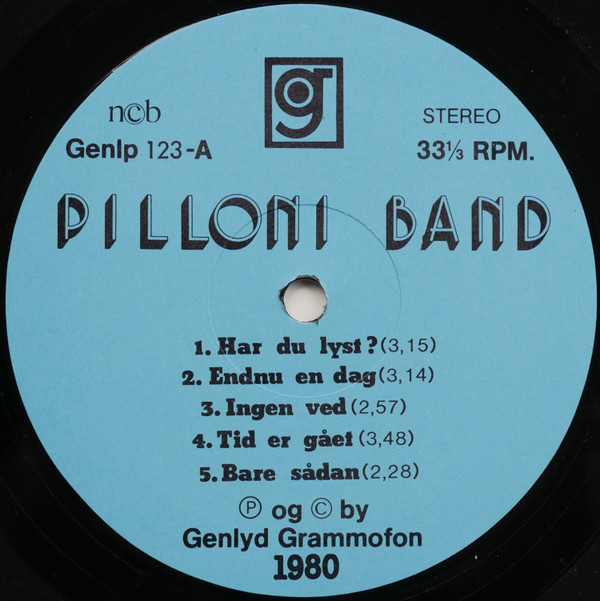 g
ncb STEREO
Genlp 123-A 33⅓ RPM.
PILLONI BAND
1. Har du lyst? (3,15)
2. Endnu en dag (3,14)
3. Ingen ved (2,57)
4. Tid er gået (3,48)
5. Bare sådan (2,28)
Ⓟ og © by
Genlyd Grammofon
1980